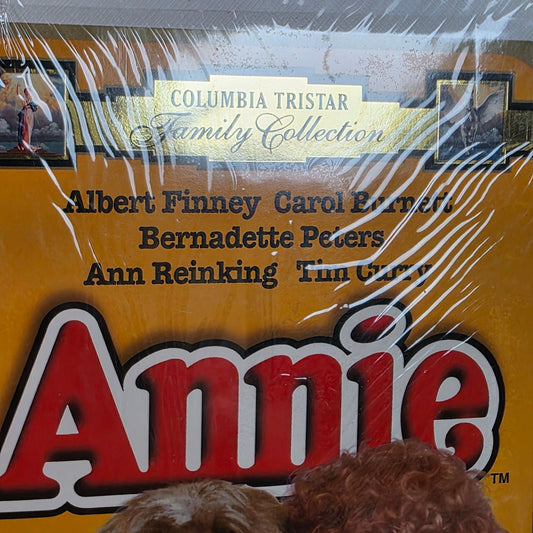 COLUMBIA TRISTAR
Family Collection
Albert Finney Carol Burnett
Bernadette Peters
Ann Reinking Tim Curry
Annie
TM